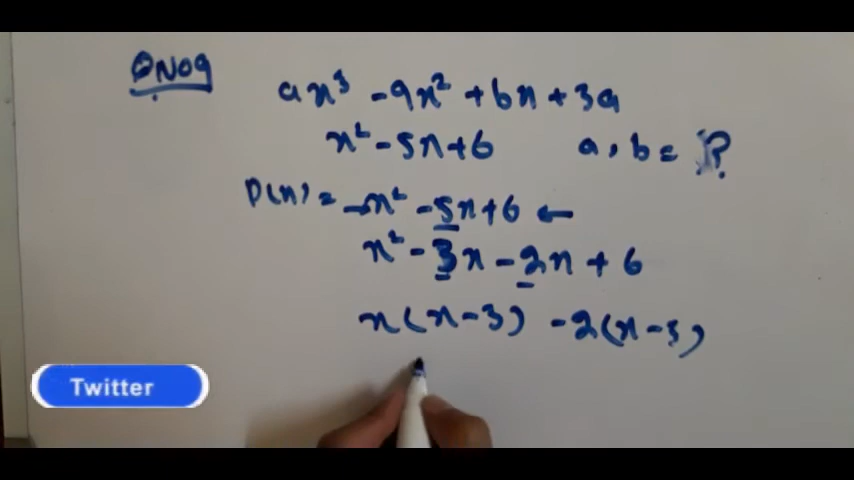 QNO9
ax³ - 9x² + bx + 3a
x² - 5x + 6 a, b = ?
P(x) = x² - 5x + 6 ←
x² - 3x - 2x + 6
x(x - 3) - 2(x - 3)
Twitter